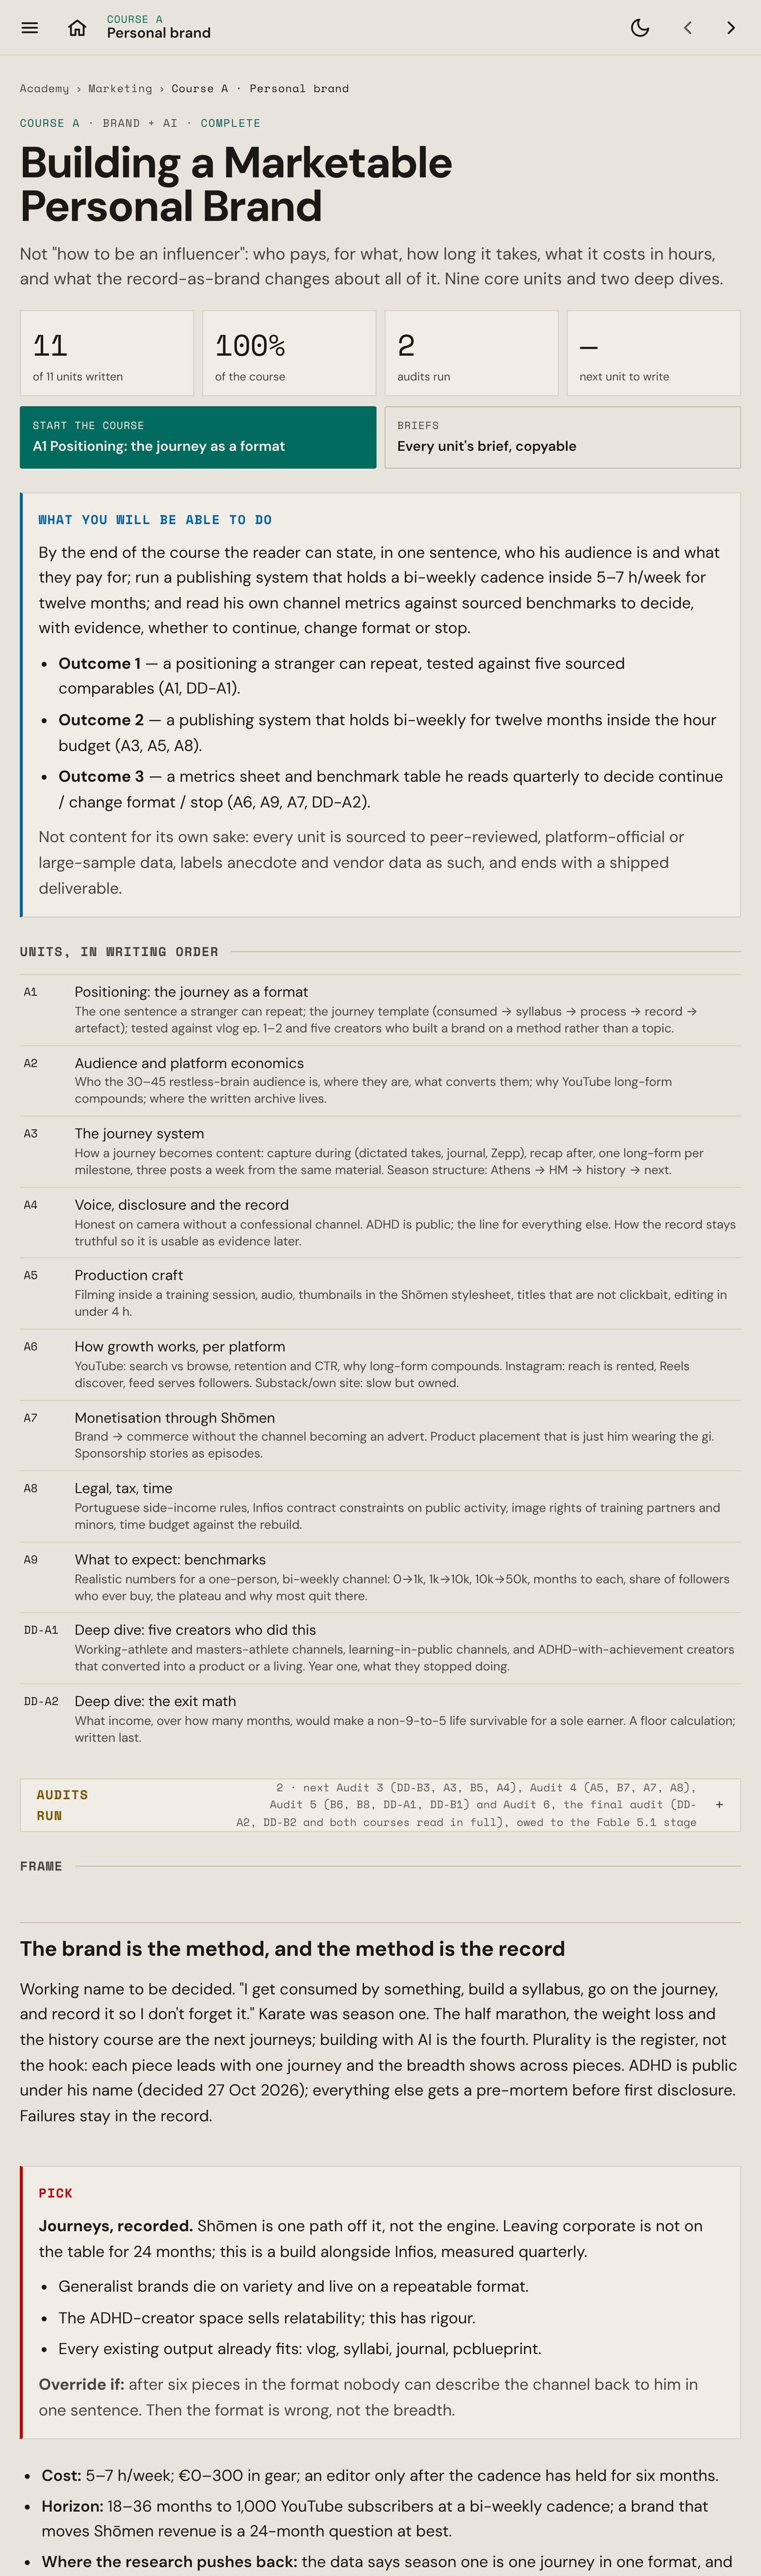 COURSE A
Personal brand
Academy › Marketing › Course A · Personal brand
COURSE A · BRAND + AI · COMPLETE
Building a Marketable
Personal Brand
Not "how to be an influencer": who pays, for what, how long it takes, what it costs in hours,
and what the record-as-brand changes about all of it. Nine core units and two deep dives.
11
of 11 units written
100%
of the course
2
audits run
—
next unit to write
START THE COURSE
A1 Positioning: the journey as a format
BRIEFS
Every unit's brief, copyable
WHAT YOU WILL BE ABLE TO DO
By the end of the course the reader can state, in one sentence, who his audience is and what
they pay for; run a publishing system that holds a bi-weekly cadence inside 5–7 h/week for
twelve months; and read his own channel metrics against sourced benchmarks to decide,
with evidence, whether to continue, change format or stop.
• Outcome 1 — a positioning a stranger can repeat, tested against five sourced
comparables (A1, DD-A1).
• Outcome 2 — a publishing system that holds bi-weekly for twelve months inside the hour
budget (A3, A5, A8).
• Outcome 3 — a metrics sheet and benchmark table he reads quarterly to decide continue
/ change format / stop (A6, A9, A7, DD-A2).
Not content for its own sake: every unit is sourced to peer-reviewed, platform-official or
large-sample data, labels anecdote and vendor data as such, and ends with a shipped
deliverable.
UNITS, IN WRITING ORDER
A1 Positioning: the journey as a format
The one sentence a stranger can repeat; the journey template (consumed → syllabus → process → record →
artefact); tested against vlog ep. 1–2 and five creators who built a brand on a method rather than a topic.
A2 Audience and platform economics
Who the 30–45 restless-brain audience is, where they are, what converts them; why YouTube long-form
compounds; where the written archive lives.
A3 The journey system
How a journey becomes content: capture during (dictated takes, journal, Zepp), recap after, one long-form per
milestone, three posts a week from the same material. Season structure: Athens → HM → history → next.
A4 Voice, disclosure and the record
Honest on camera without a confessional channel. ADHD is public; the line for everything else. How the record stays
truthful so it is usable as evidence later.
A5 Production craft
Filming inside a training session, audio, thumbnails in the Shōmen stylesheet, titles that are not clickbait, editing in
under 4 h.
A6 How growth works, per platform
YouTube: search vs browse, retention and CTR, why long-form compounds. Instagram: reach is rented, Reels
discover, feed serves followers. Substack/own site: slow but owned.
A7 Monetisation through Shōmen
Brand → commerce without the channel becoming an advert. Product placement that is just him wearing the gi.
Sponsorship stories as episodes.
A8 Legal, tax, time
Portuguese side-income rules, Infios contract constraints on public activity, image rights of training partners and
minors, time budget against the rebuild.
A9 What to expect: benchmarks
Realistic numbers for a one-person, bi-weekly channel: 0→1k, 1k→10k, 10k→50k, months to each, share of followers
who ever buy, the plateau and why most quit there.
DD-A1 Deep dive: five creators who did this
Working-athlete and masters-athlete channels, learning-in-public channels, and ADHD-with-achievement creators
that converted into a product or a living. Year one, what they stopped doing.
DD-A2 Deep dive: the exit math
What income, over how many months, would make a non-9-to-5 life survivable for a sole earner. A floor calculation;
written last.
AUDITS
RUN
2 · next Audit 3 (DD-B3, A3, B5, A4), Audit 4 (A5, B7, A7, A8),
Audit 5 (B6, B8, DD-A1, DD-B1) and Audit 6, the final audit (DD-
A2, DD-B2 and both courses read in full), owed to the Fable 5.1 stage
+
FRAME
The brand is the method, and the method is the record
Working name to be decided. "I get consumed by something, build a syllabus, go on the journey,
and record it so I don't forget it." Karate was season one. The half marathon, the weight loss and
the history course are the next journeys; building with AI is the fourth. Plurality is the register, not
the hook: each piece leads with one journey and the breadth shows across pieces. ADHD is public
under his name (decided 27 Oct 2026); everything else gets a pre-mortem before first disclosure.
Failures stay in the record.
PICK
Journeys, recorded. Shōmen is one path off it, not the engine. Leaving corporate is not on
the table for 24 months; this is a build alongside Infios, measured quarterly.
• Generalist brands die on variety and live on a repeatable format.
• The ADHD-creator space sells relatability; this has rigour.
• Every existing output already fits: vlog, syllabi, journal, pcblueprint.
Override if: after six pieces in the format nobody can describe the channel back to him in
one sentence. Then the format is wrong, not the breadth.
• Cost: 5–7 h/week; €0–300 in gear; an editor only after the cadence has held for six months.
• Horizon: 18–36 months to 1,000 YouTube subscribers at a bi-weekly cadence; a brand that
moves Shōmen revenue is a 24-month question at best.
• Where the research pushes back: the data says season one is one journey in one format, and